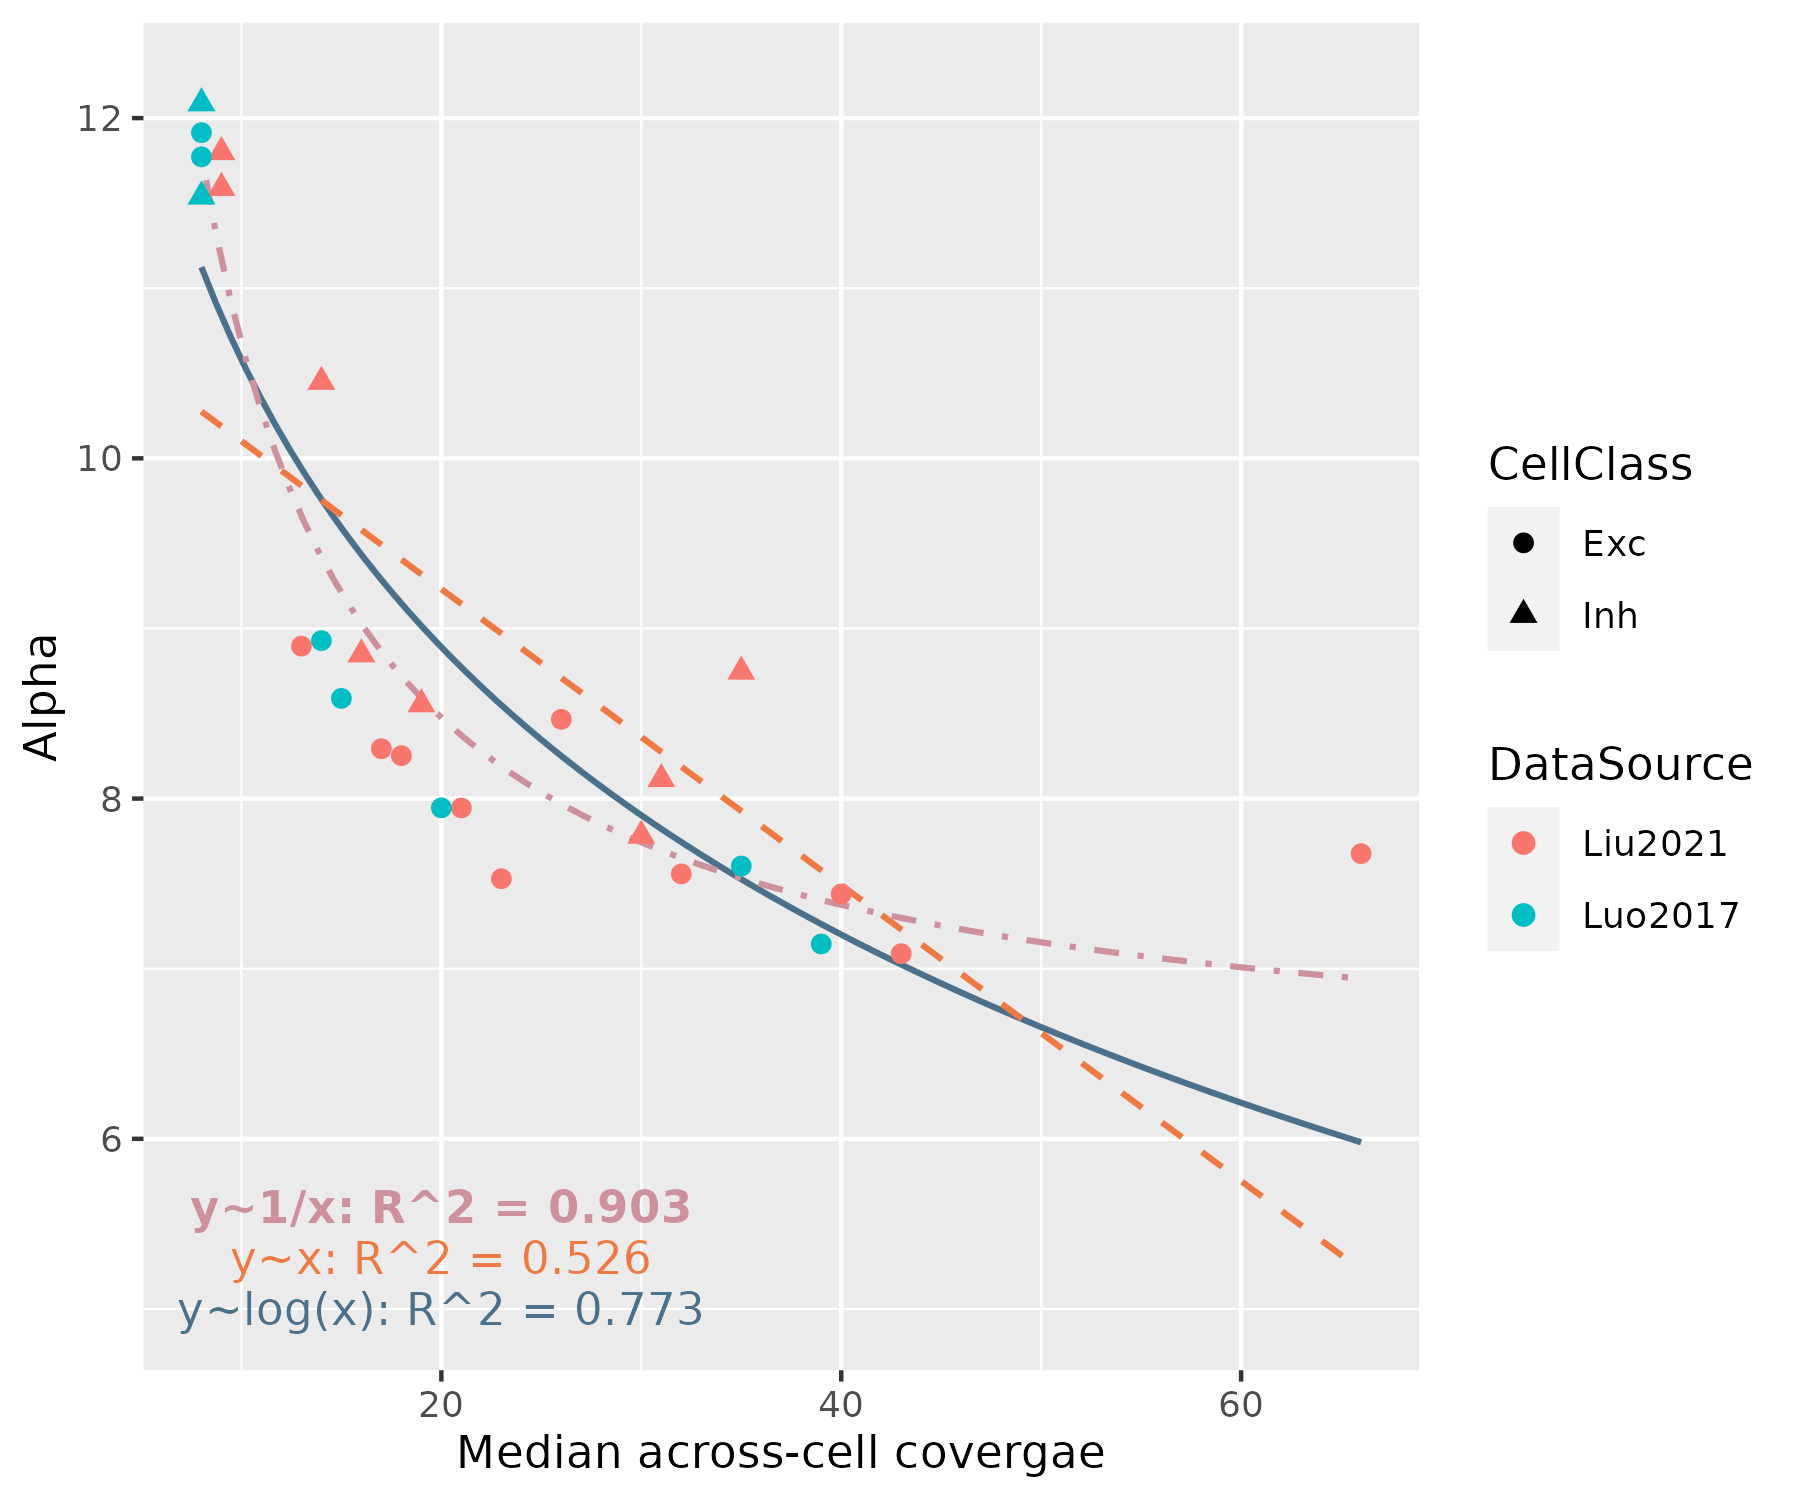 12
10
8
6
Alpha
y~1/x: R^2 = 0.903
y~x: R^2 = 0.526
y~log(x): R^2 = 0.773
20 40 60
Median across-cell covergae
CellClass
Exc
Inh
DataSource
Liu2021
Luo2017